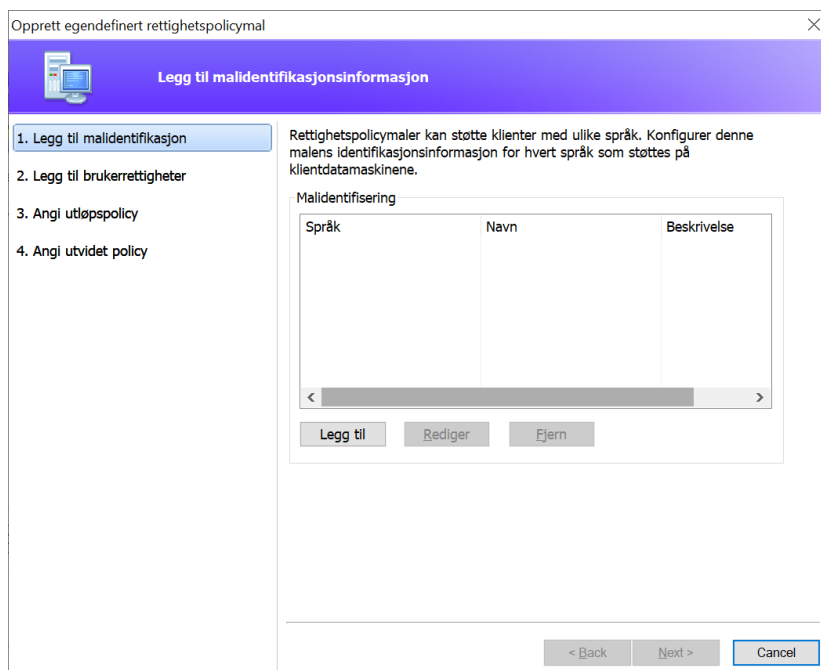 Opprett egendefinert rettighetspolicymal
Legg til malidentifikasjonsinformasjon
1. Legg til malidentifikasjon
2. Legg til brukerrettigheter
3. Angi utløpspolicy
4. Angi utvidet policy
Rettighetspolicymaler kan støtte klienter med ulike språk. Konfigurer denne
malens identifikasjonsinformasjon for hvert språk som støttes på
klientdatamaskinene.
Malidentifisering
Språk Navn Beskrivelse
Legg til Rediger Fjern
< Back Next > Cancel